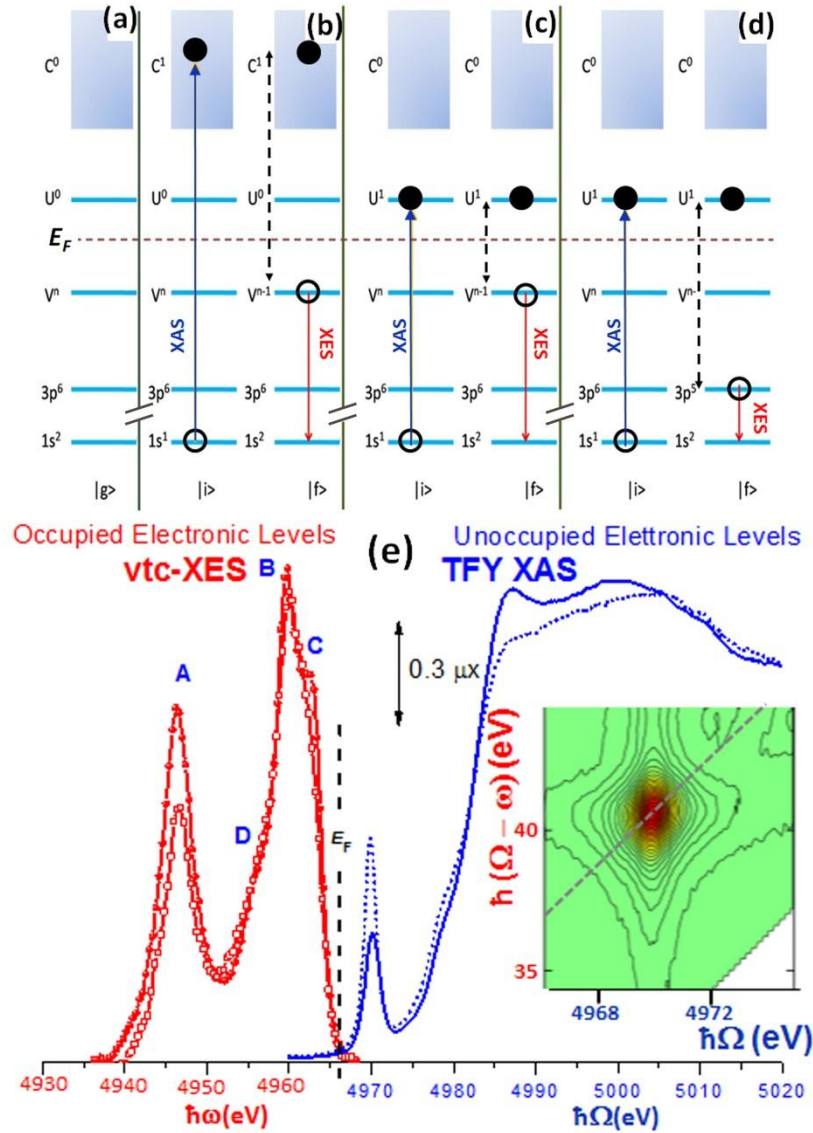 (a) (b) (c) (d)
C⁰ C¹ C¹ C⁰ C⁰ C⁰ C⁰
U⁰ U⁰ U⁰ U¹ U¹ U¹ U¹
E_F
Vⁿ Vⁿ Vⁿ⁻¹ Vⁿ Vⁿ⁻¹ Vⁿ Vⁿ⁻
XAS XES XAS XES XAS
3p⁶ 3p⁶ 3p⁶ 3p⁶ 3p⁶ 3p⁶ 3p⁵
XES
1s² 1s¹ 1s² 1s¹ 1s² 1s¹ 1s²
|g> |i> |f> |i> |f> |i> |f>
Occupied Electronic Levels (e) Unoccupied Elettronic Levels
vtc-XES TFY XAS
B
C
A
0.3 μx
D
E_F
ħ(Ω − ω) (eV)
40
35
4968 4972
ħΩ (eV)
4930 4940 4950 4960 4970 4980 4990 5000 5010 5020
ħω(eV) ħΩ(eV)